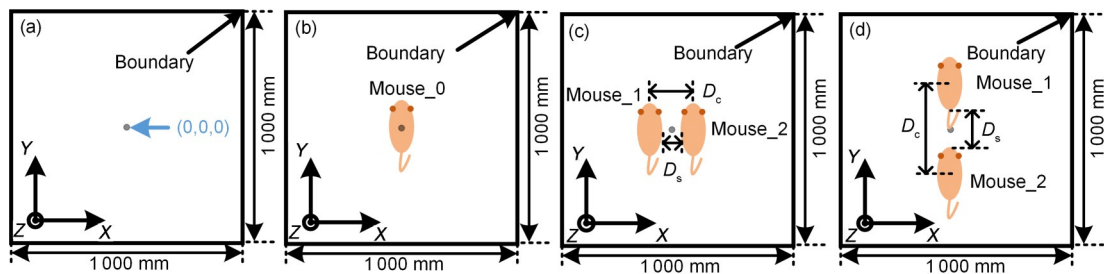 (a)
Boundary
(0,0,0)
Y
Z
X
1 000 mm
1 000 mm
(b)
Boundary
Mouse_0
Y
Z
X
1 000 mm
1 000 mm
(c)
Boundary
Mouse_1
Dc
Mouse_2
Ds
Y
Z
X
1 000 mm
1 000 mm
(d)
Boundary
Mouse_1
Dc
Ds
Mouse_2
Y
Z
X
1 000 mm
1 000 mm